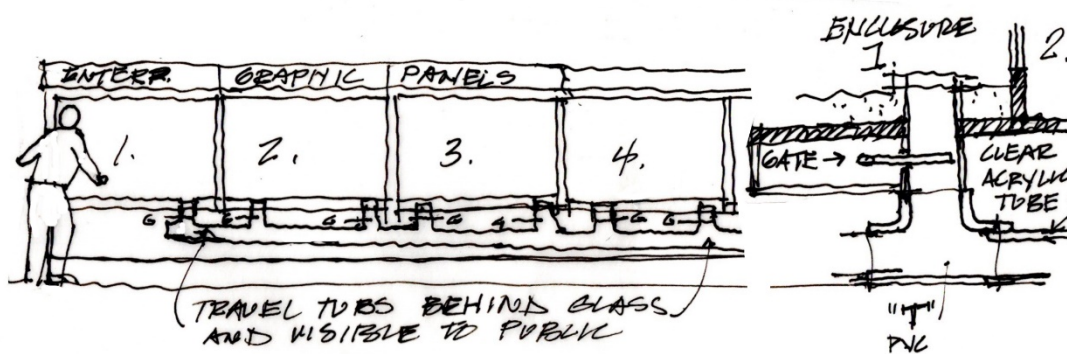 ENTERP. GRAPHIC PANELS
1. 2. 3. 4.
G G G G G G G
TRAVEL TUBS BEHIND GLASS
AND VISIBLE TO PUBLIC
ENCLOSURE
1. 2.
GATE →
CLEAR
ACRYLIC
TUBE
"T"
PVC